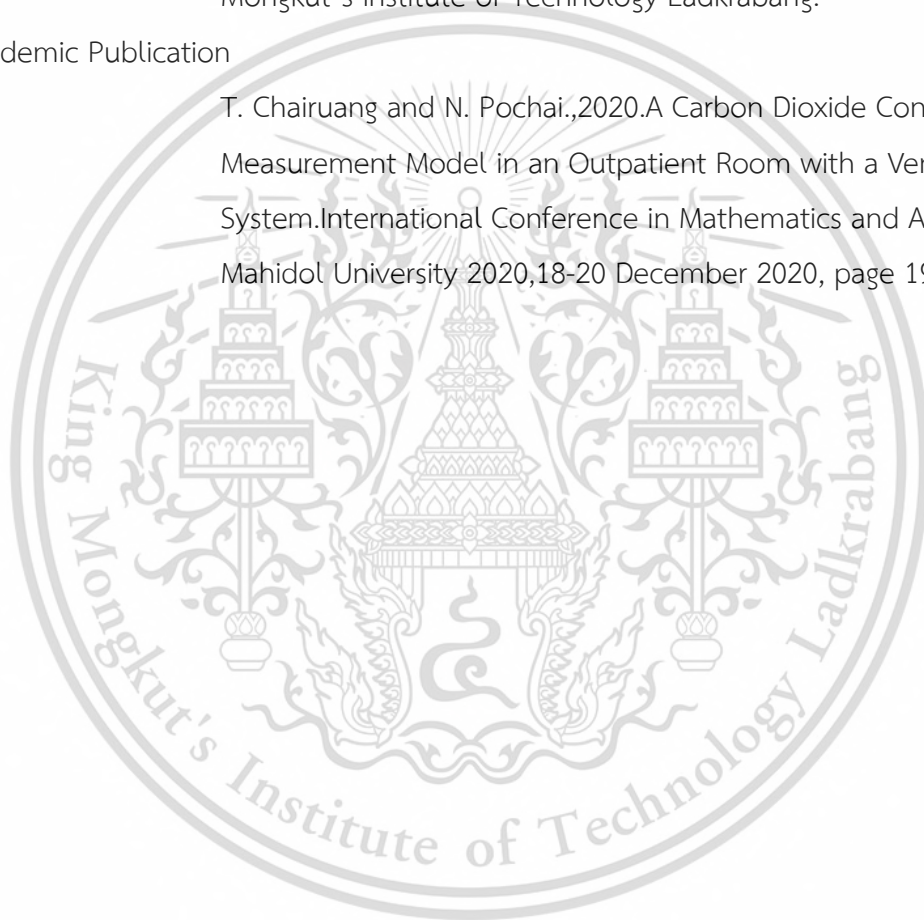 Mongkut's Institute of Technology Ladkrabang.
demic Publication
T. Chairuang and N. Pochai.,2020.A Carbon Dioxide Con
Measurement Model in an Outpatient Room with a Ver
System.International Conference in Mathematics and A
Mahidol University 2020,18-20 December 2020, page 19
King Mongkut's Institute of Technology Ladkrabang